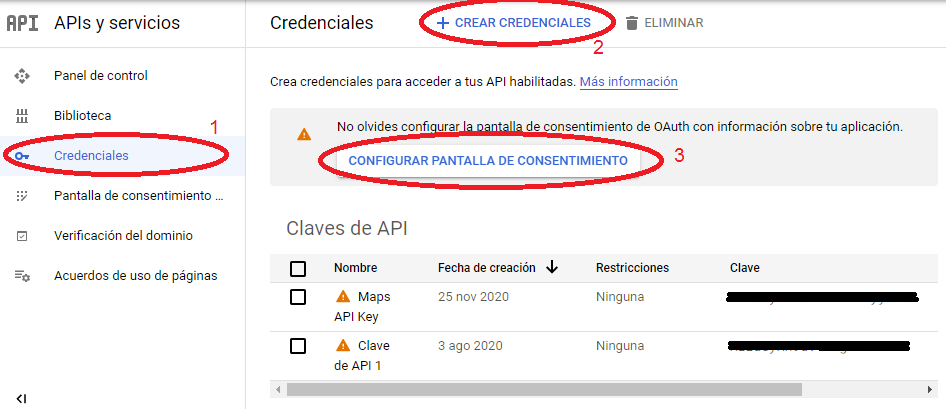 API APIs y servicios
Panel de control
Biblioteca
1
Credenciales
Pantalla de consentimiento ...
Verificación del dominio
Acuerdos de uso de páginas
Credenciales
+ CREAR CREDENCIALES
2
ELIMINAR
Crea credenciales para acceder a tus API habilitadas. Más información
No olvides configurar la pantalla de consentimiento de OAuth con información sobre tu aplicación.
CONFIGURAR PANTALLA DE CONSENTIMIENTO
3
Claves de API
Nombre Fecha de creación Restricciones Clave
Maps 25 nov 2020 Ninguna
API Key
Clave 3 ago 2020 Ninguna
de API 1